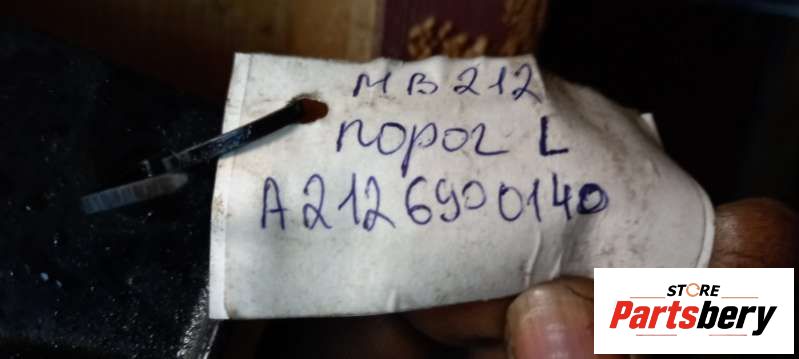 MB 212
порог L
A2126900140
STORE
Partsbery